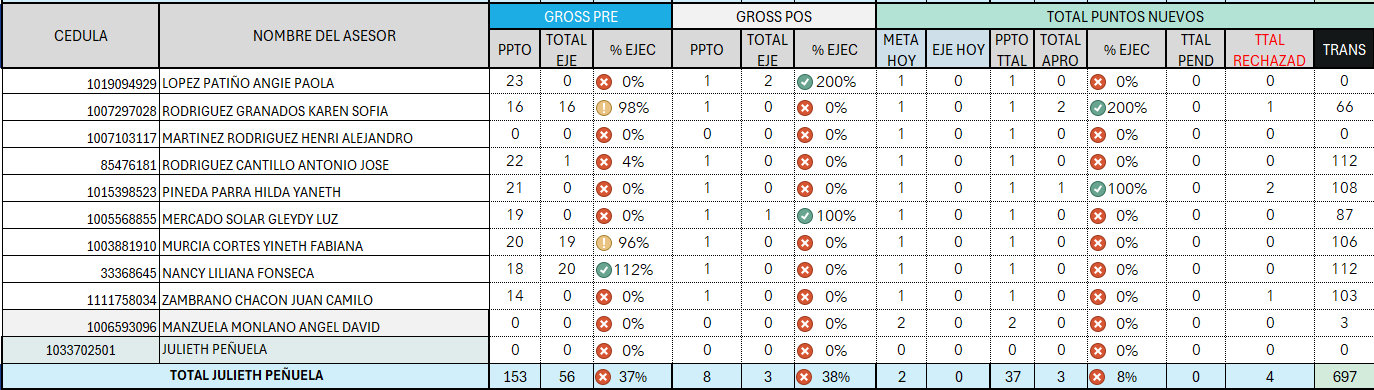 GROSS PRE GROSS POS TOTAL PUNTOS NUEVOS
CEDULA NOMBRE DEL ASESOR PPTO TOTAL EJE % EJEC PPTO TOTAL EJE % EJEC META HOY EJE HOY PPTO TTAL TOTAL APRO % EJEC TTAL PEND TTAL RECHAZAD TRANS
1019094929 LOPEZ PATIÑO ANGIE PAOLA 23 0 0% 1 2 200% 1 0 1 0 0% 0 0 0
1007297028 RODRIGUEZ GRANADOS KAREN SOFIA 16 16 98% 1 0 0% 1 0 1 2 200% 0 1 66
1007103117 MARTINEZ RODRIGUEZ HENRI ALEJANDRO 0 0 0% 0 0 0% 1 0 1 0 0% 0 0 0
85476181 RODRIGUEZ CANTILLO ANTONIO JOSE 22 1 4% 1 0 0% 1 0 1 0 0% 0 0 112
1015398523 PINEDA PARRA HILDA YANETH 21 0 0% 1 0 0% 1 0 1 1 100% 0 2 108
1005568855 MERCADO SOLAR GLEYDY LUZ 19 0 0% 1 1 100% 1 0 1 0 0% 0 0 87
1003881910 MURCIA CORTES YINETH FABIANA 20 19 96% 1 0 0% 1 0 1 0 0% 0 0 106
33368645 NANCY LILIANA FONSECA 18 20 112% 1 0 0% 1 0 1 0 0% 0 0 112
1111758034 ZAMBRANO CHACON JUAN CAMILO 14 0 0% 1 0 0% 1 0 1 0 0% 0 1 103
1006593096 MANZUELA MONLANO ANGEL DAVID 0 0 0% 0 0 0% 2 0 2 0 0% 0 0 3
1033702501 JULIETH PEÑUELA 0 0 0% 0 0 0% 0 0 0 0 0% 0 0 0
TOTAL JULIETH PEÑUELA 153 56 37% 8 3 38% 2 0 37 3 8% 0 4 697